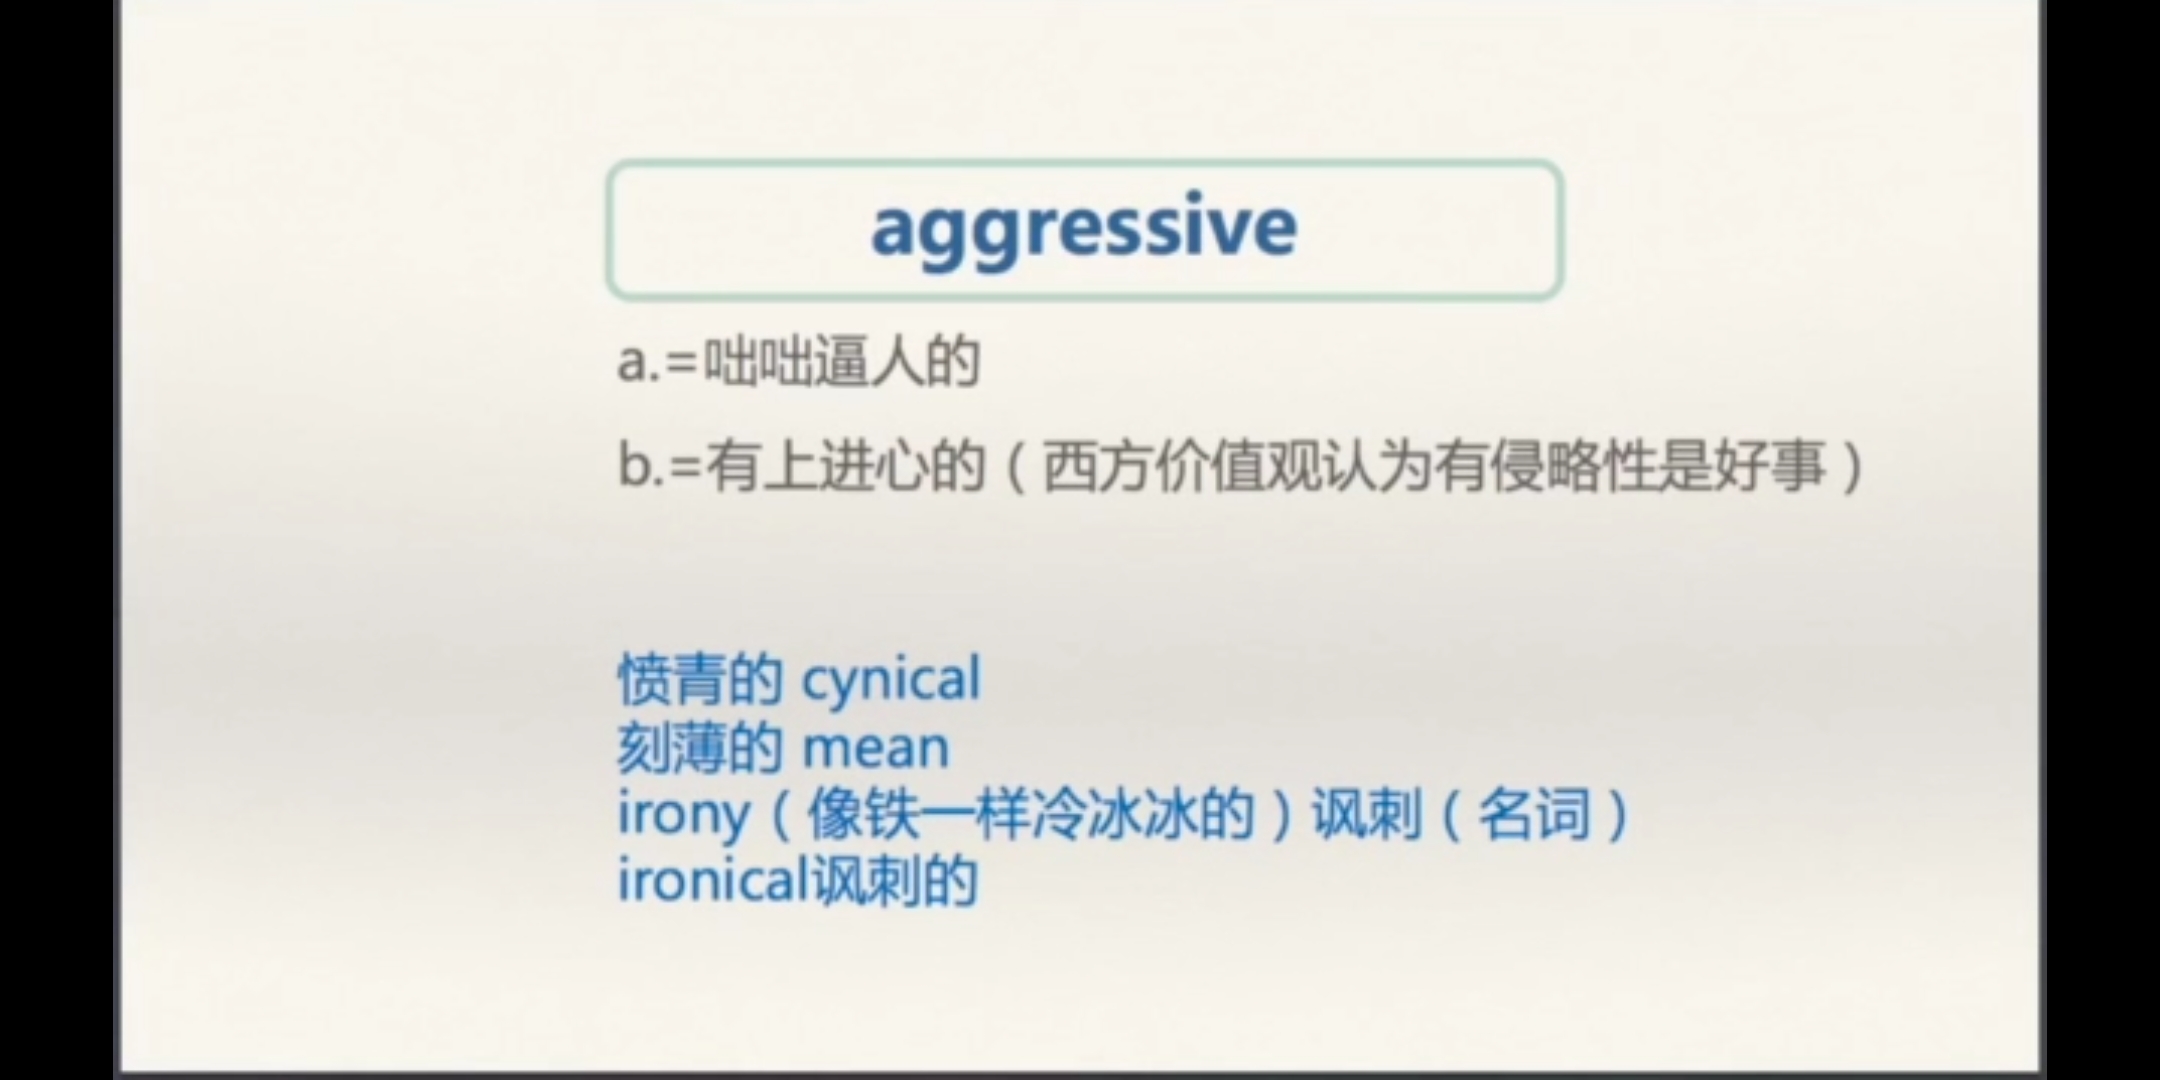 aggressive
a.=咄咄逼人的
b.=有上进心的（西方价值观认为有侵略性是好事）
愤青的 cynical
刻薄的 mean
irony（像铁一样冷冰冰的）讽刺（名词）
ironical讽刺的